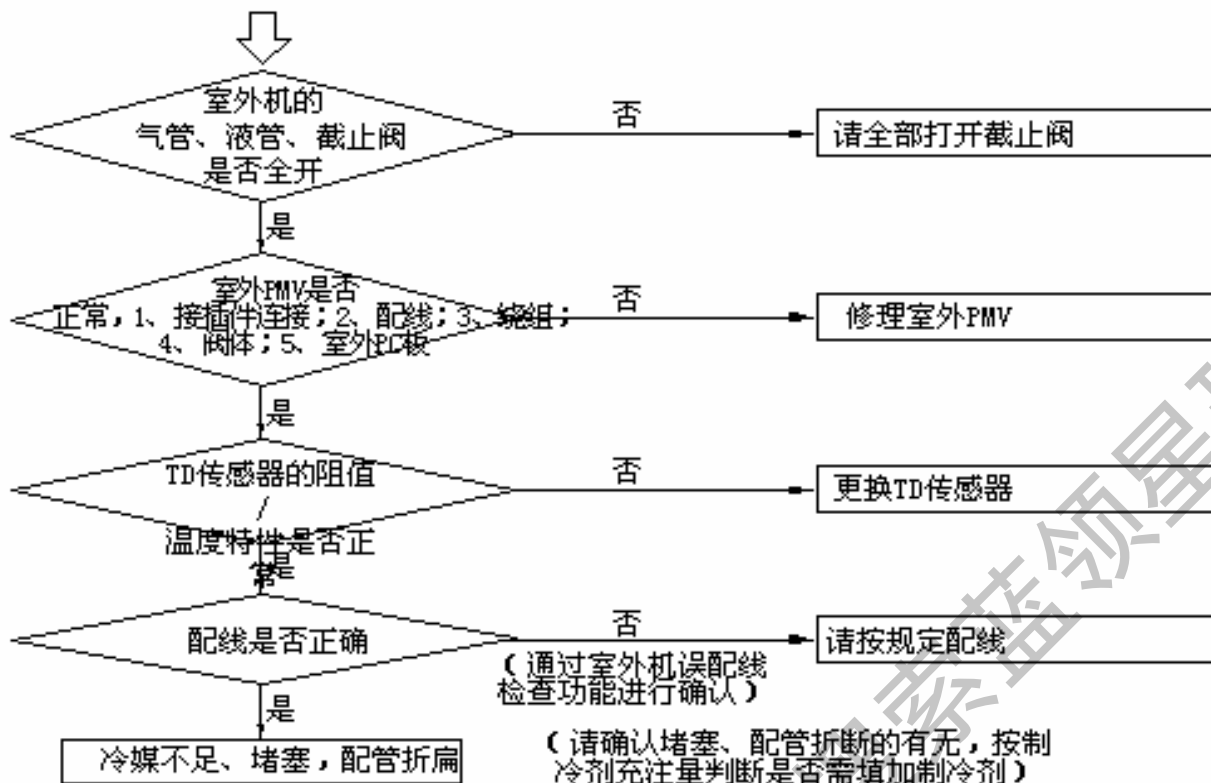 室外机的
气管、液管、截止阀
是否全开
否
请全部打开截止阀
是
室外PMV是否
正常,1、接插件连接;2、配线;3、绕组;
4、阀体;5、室外PC板
否
修理室外PMV
是
TD传感器的阻值
/
温度特性是否正
常
否
更换TD传感器
是
配线是否正确
否
请按规定配线
(通过室外机误配线
检查功能进行确认)
是
冷媒不足、堵塞,配管折扁
(请确认堵塞、配管折断的有无,按制
冷剂充注量判断是否需填加制冷剂)
索蓝领星